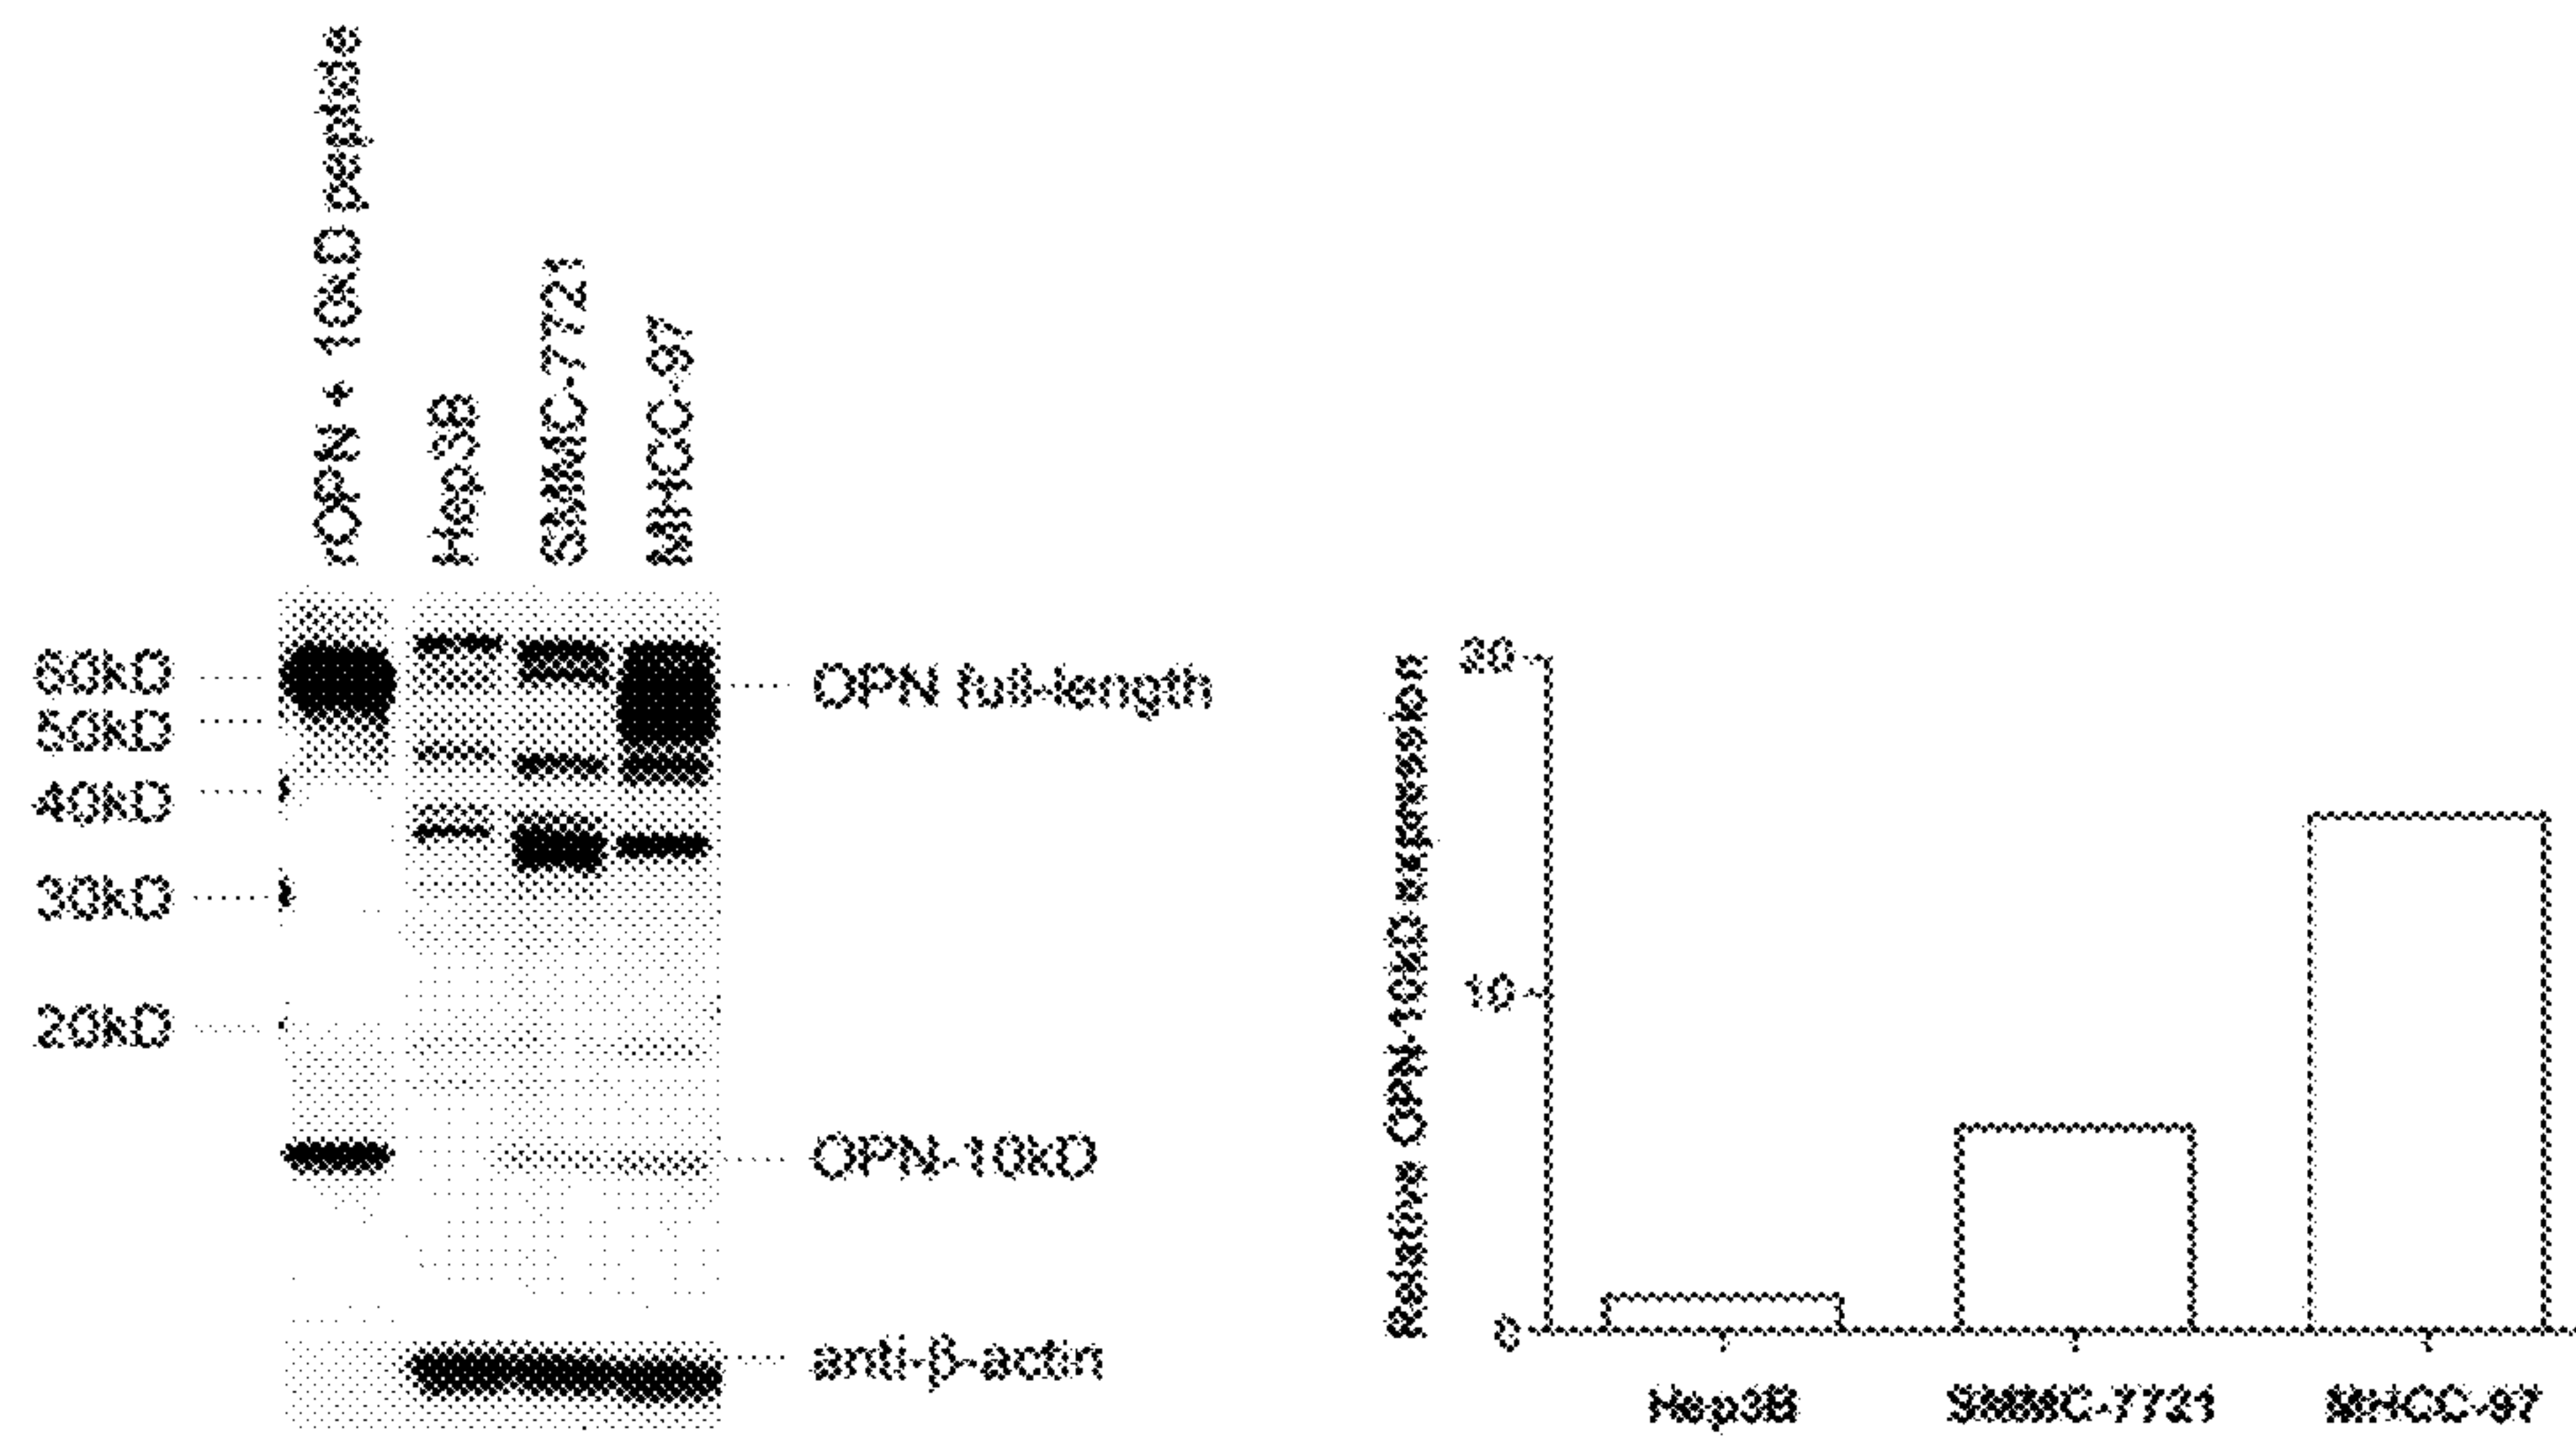 rOPN + 10kD peptide
Hep3B
SMMC-7721
MHCC-97
60kD
50kD
40kD
30kD
20kD
OPN full-length
OPN-10kD
anti-β-actin
Relative OPN-10kD expression
20
10
0
Hep3B
SMMC-7721
MHCC-97